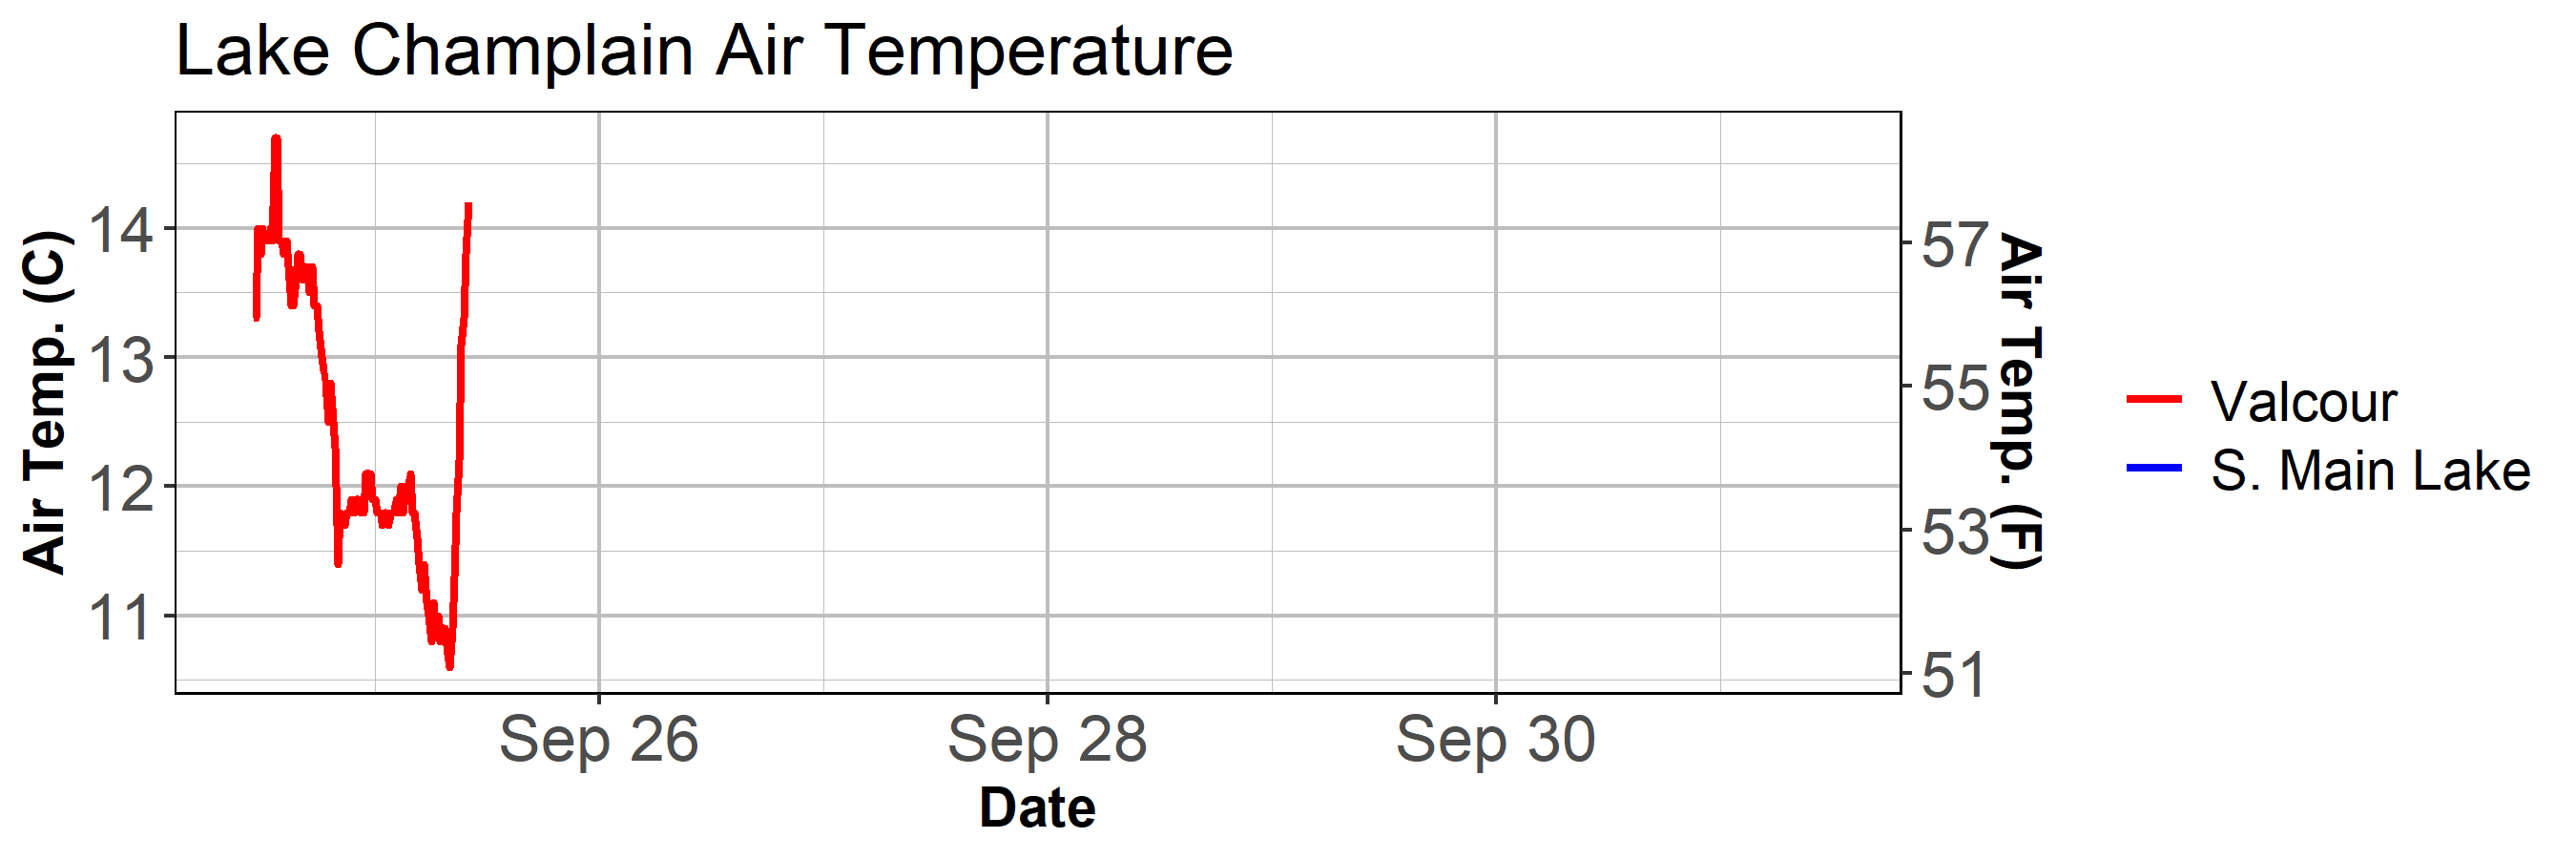 Lake Champlain Air Temperature
Air Temp. (C)
14
13
12
11
57
55
53
51
Air Temp. (F)
Sep 26
Sep 28
Sep 30
Date
Valcour
S. Main Lake